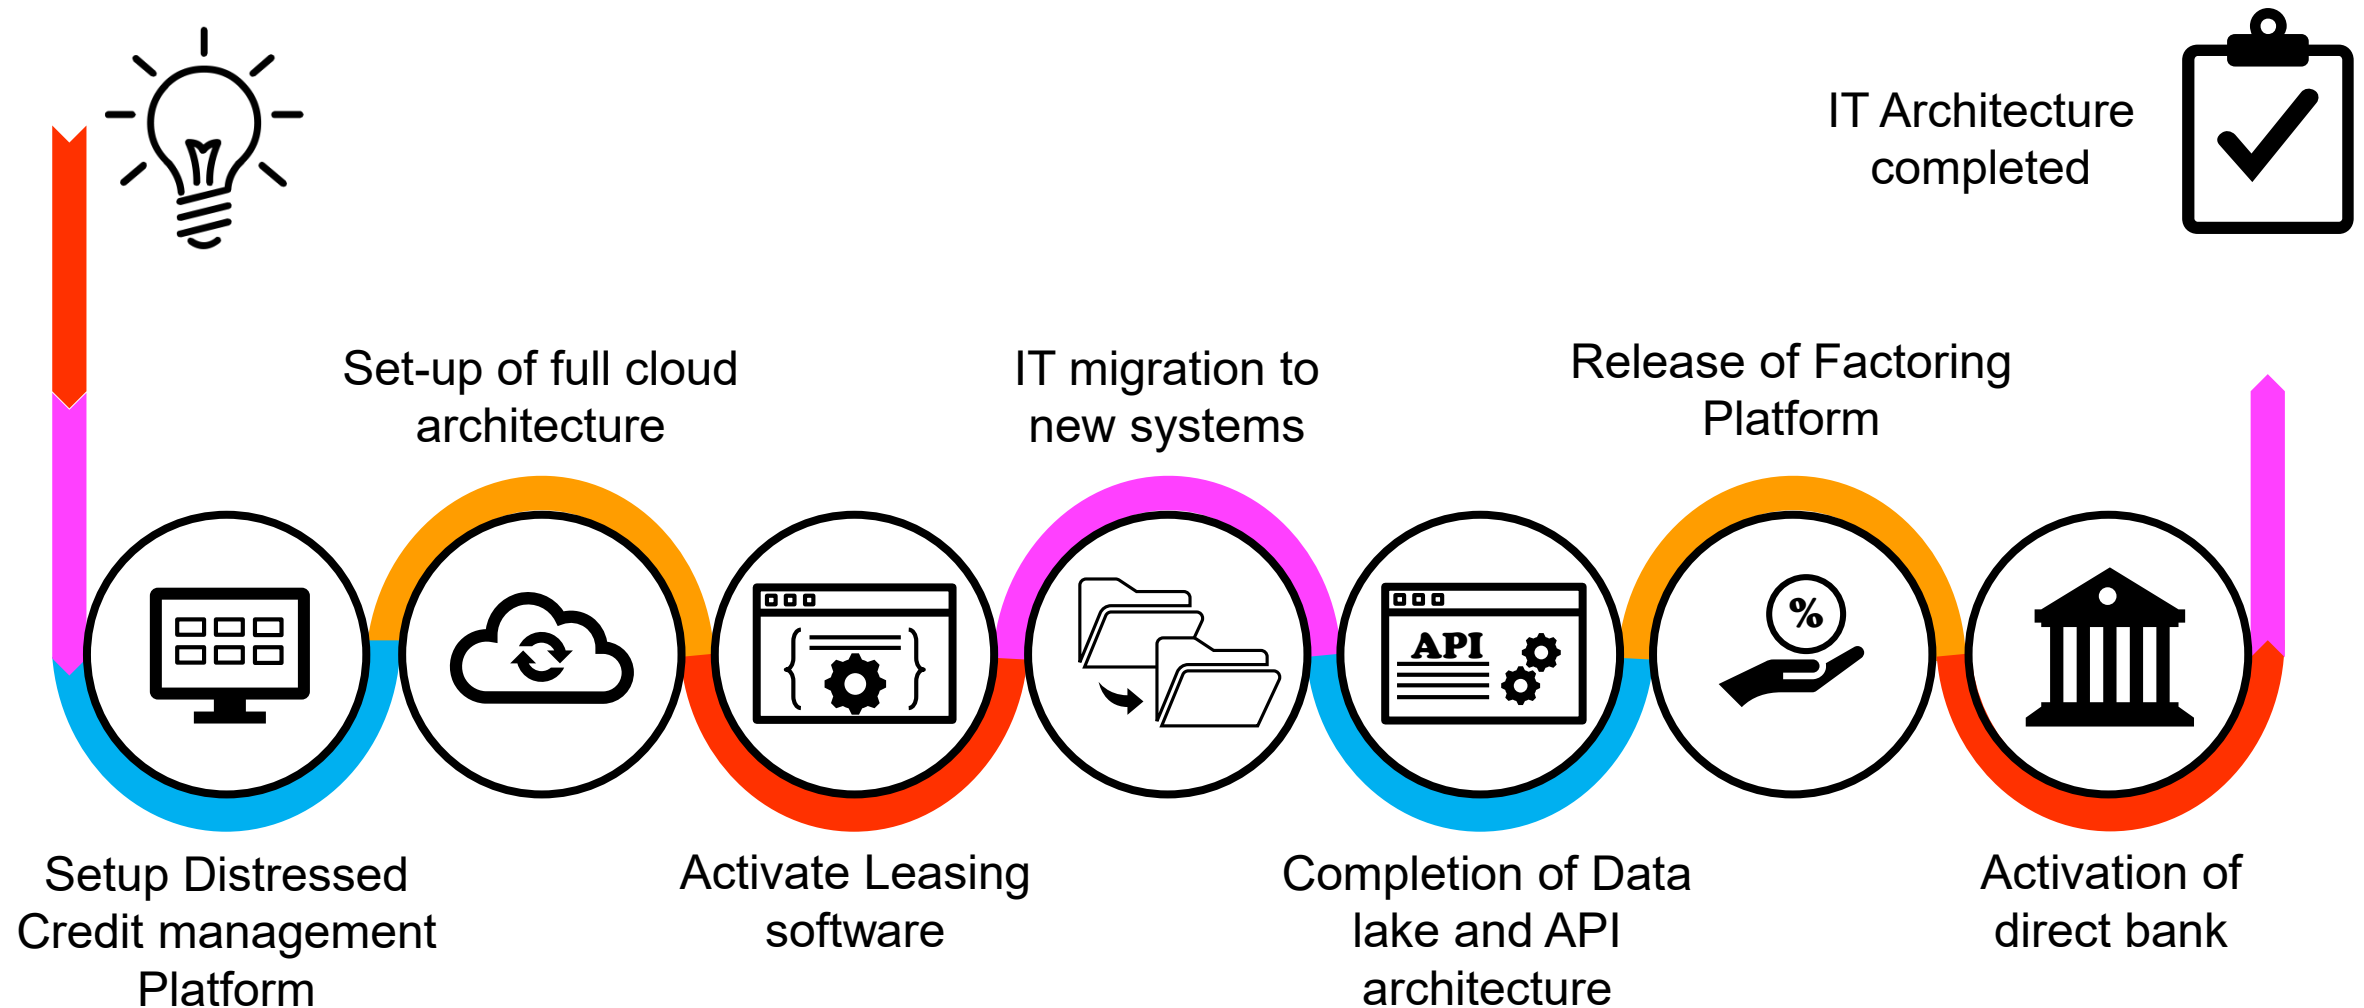 IT Architecture
completed
Set-up of full cloud
architecture
IT migration to
new systems
Release of Factoring
Platform
API
%
Setup Distressed
Credit management
Platform
Activate Leasing
software
Completion of Data
lake and API
architecture
Activation of
direct bank